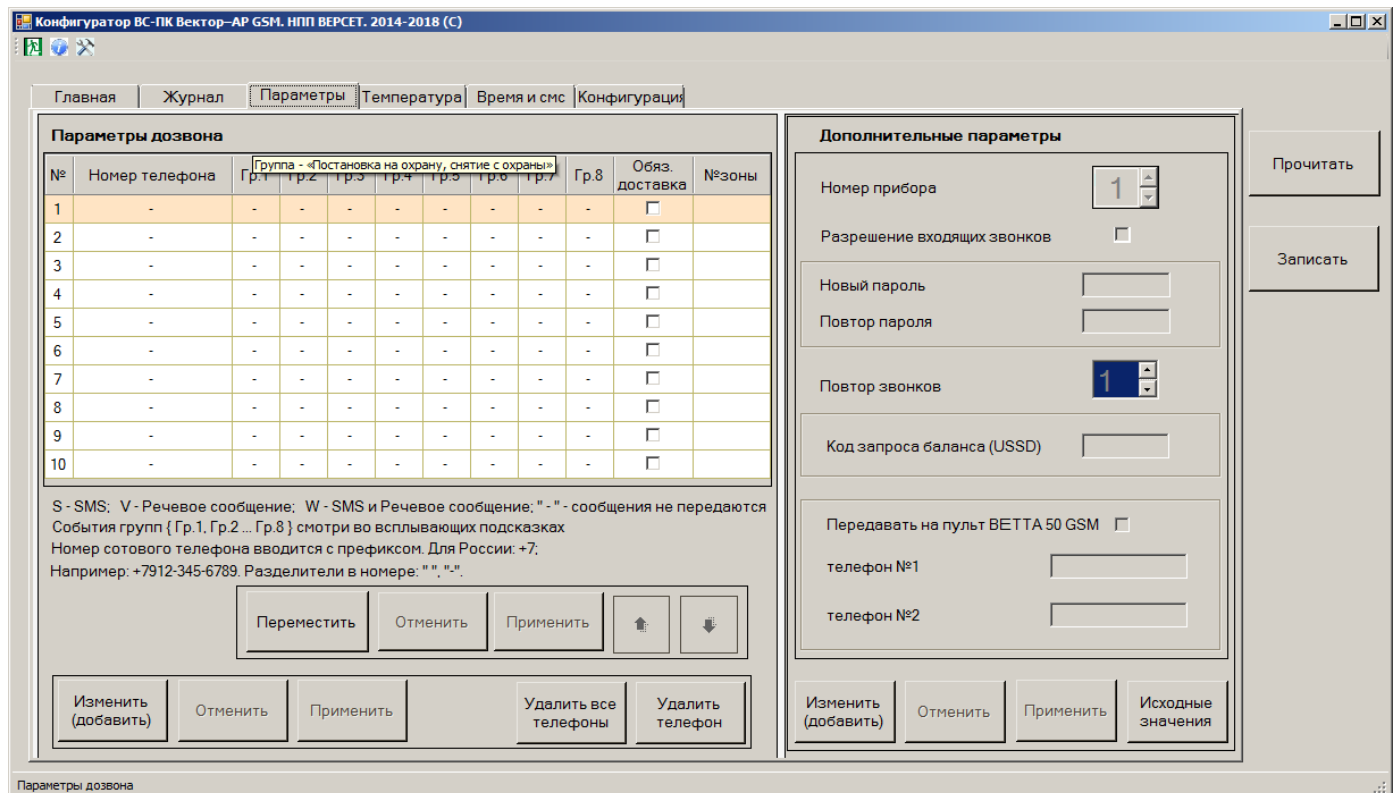 Конфигуратор ВС-ПК Вектор–АР GSM. НПП ВЕРСЕТ. 2014-2018 (C)
Главная Журнал Параметры Температура Время и смс Конфигурация
Параметры дозвона
Группа - «Постановка на охрану, снятие с охраны»
№ Номер телефона Гр.1 Гр.2 Гр.3 Гр.4 Гр.5 Гр.6 Гр.7 Гр.8 Обяз. доставка №зоны
1 - - - - - - - - -
2 - - - - - - - - -
3 - - - - - - - - -
4 - - - - - - - - -
5 - - - - - - - - -
6 - - - - - - - - -
7 - - - - - - - - -
8 - - - - - - - - -
9 - - - - - - - - -
10 - - - - - - - - -
S - SMS; V - Речевое сообщение; W - SMS и Речевое сообщение; " - " - сообщения не передаются
События групп { Гр.1, Гр.2 ... Гр.8 } смотри во всплывающих подсказках
Номер сотового телефона вводится с префиксом. Для России: +7;
Например: +7912-345-6789. Разделители в номере: " ", "-".
Переместить Отменить Применить
Изменить (добавить) Отменить Применить Удалить все телефоны Удалить телефон
Дополнительные параметры
Номер прибора 1
Разрешение входящих звонков
Новый пароль
Повтор пароля
Повтор звонков 1
Код запроса баланса (USSD)
Передавать на пульт BETTA 50 GSM
телефон №1
телефон №2
Изменить (добавить) Отменить Применить Исходные значения
Прочитать
Записать
Параметры дозвона